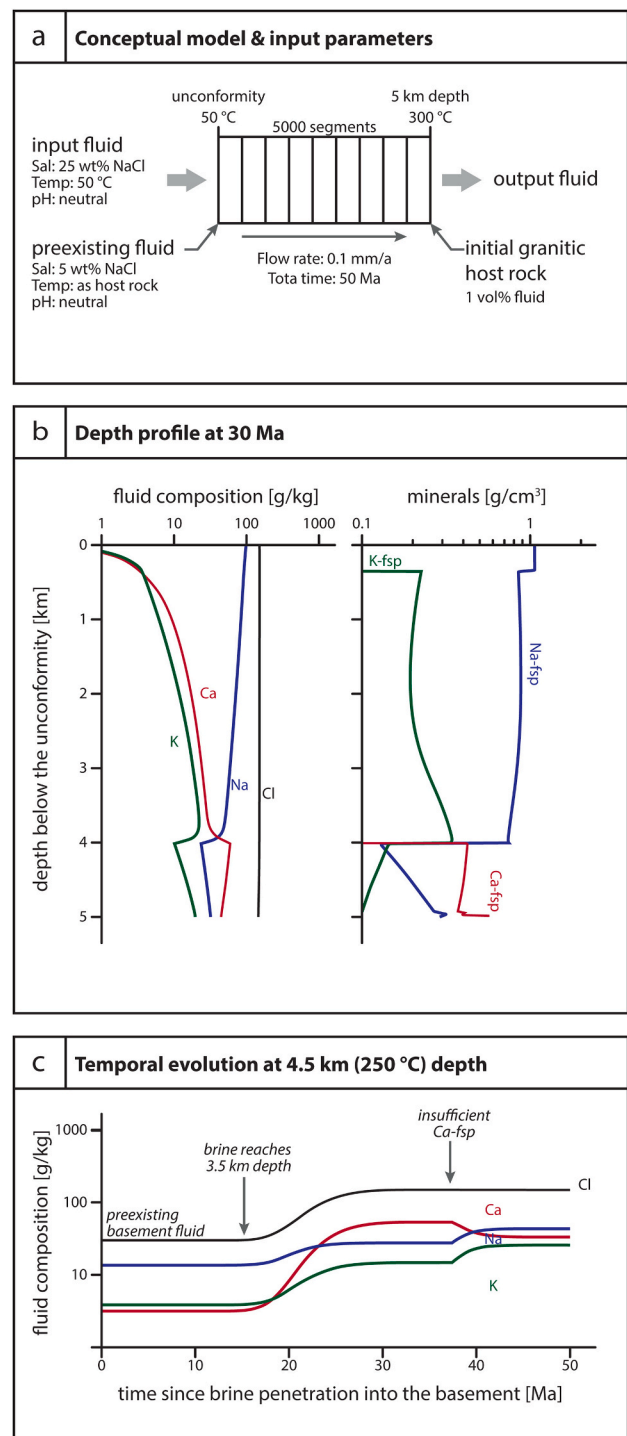 a Conceptual model & input parameters
unconformity
50 °C
5000 segments
5 km depth
300 °C
input fluid
Sal: 25 wt% NaCl
Temp: 50 °C
pH: neutral
output fluid
preexisting fluid
Sal: 5 wt% NaCl
Temp: as host rock
pH: neutral
Flow rate: 0.1 mm/a
Tota time: 50 Ma
initial granitic
host rock
1 vol% fluid
b Depth profile at 30 Ma
fluid composition [g/kg]
1 10 100 1000
minerals [g/cm³]
0.1 1
depth below the unconformity [km]
0
1
2
3
4
5
K
Ca
Na
Cl
K-fsp
Na-fsp
Ca-fsp
c Temporal evolution at 4.5 km (250 °C) depth
fluid composition [g/kg]
1000
100
10
preexisting
basement fluid
brine reaches
3.5 km depth
insufficient
Ca-fsp
Cl
Ca
Na
K
0 10 20 30 40 50
time since brine penetration into the basement [Ma]